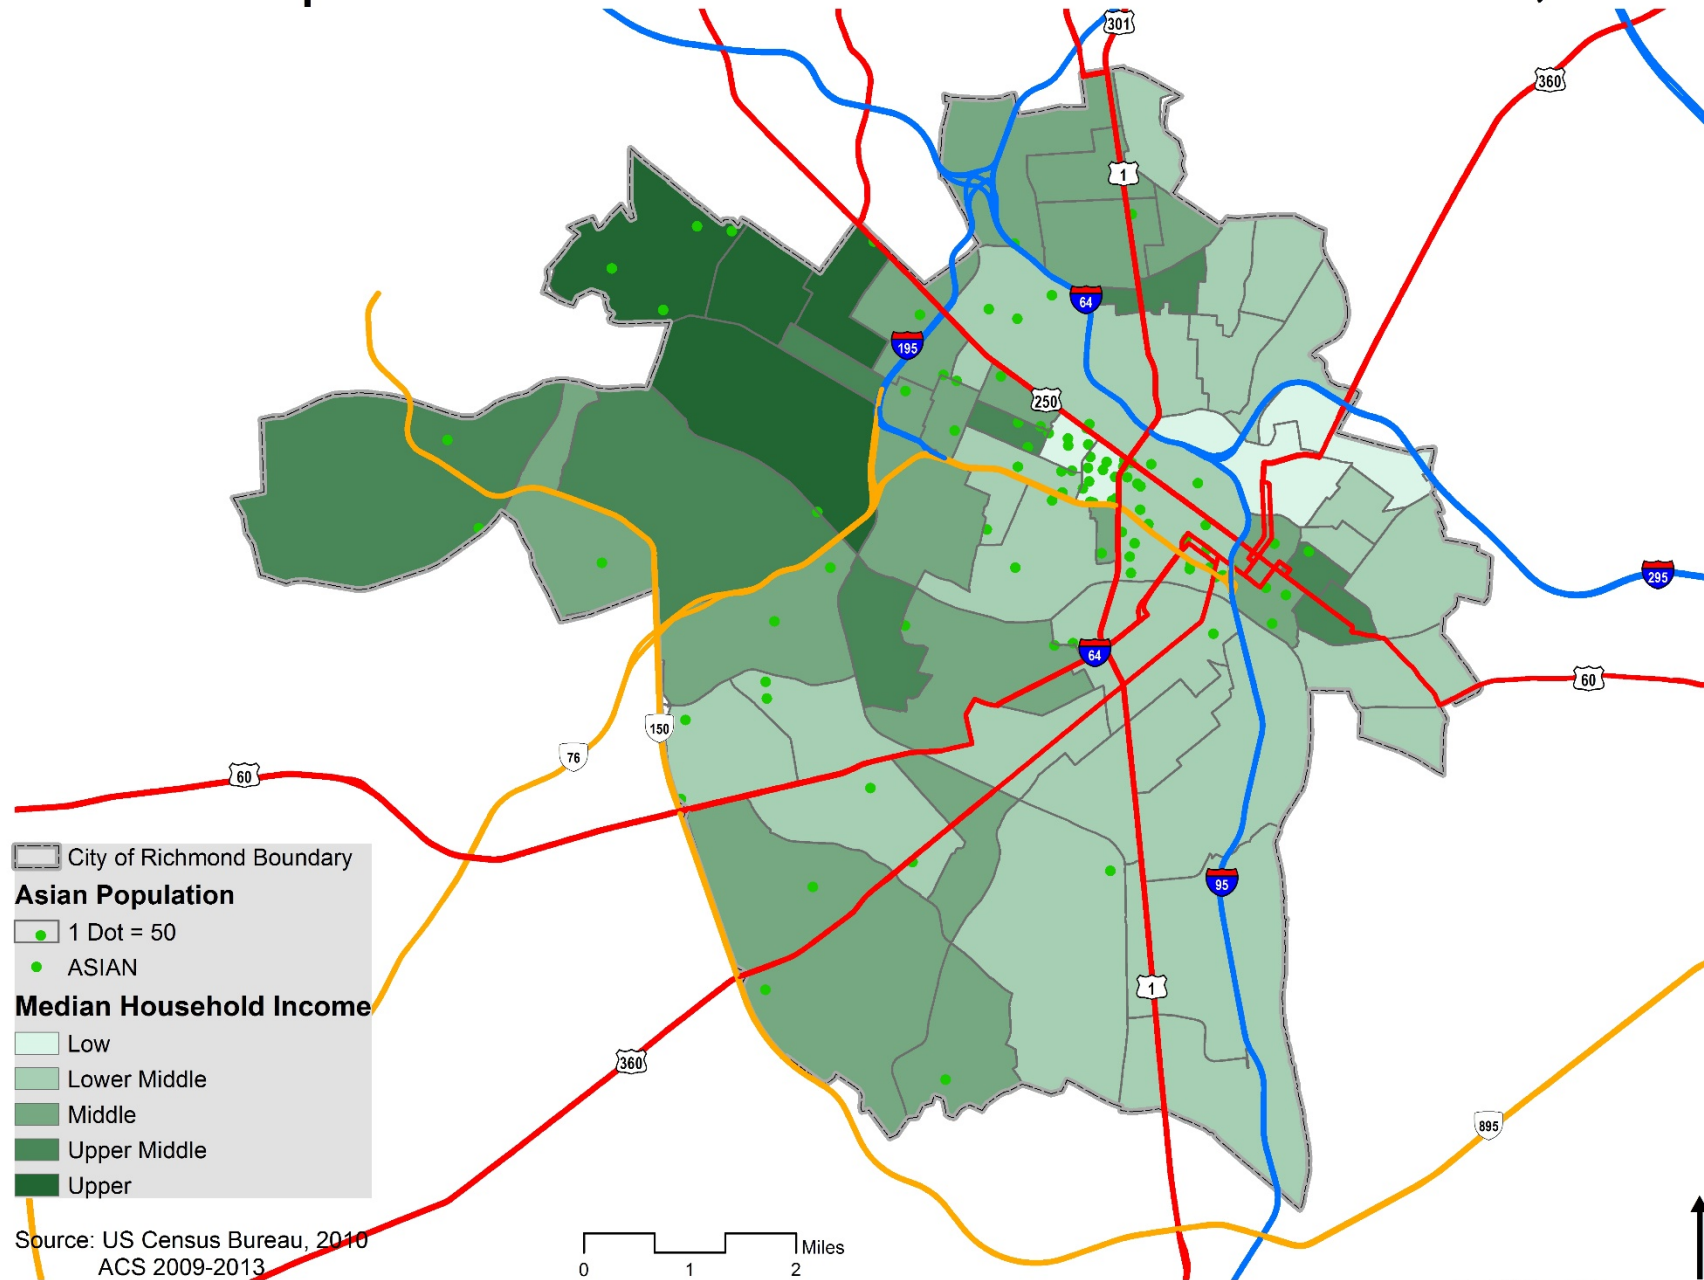 301
360
1
64
195
250
295
64
60
150
76
60
95
1
360
895
City of Richmond Boundary
Asian Population
1 Dot = 50
ASIAN
Median Household Income
Low
Lower Middle
Middle
Upper Middle
Upper
Source: US Census Bureau, 2010
ACS 2009-2013
Miles
0 1 2